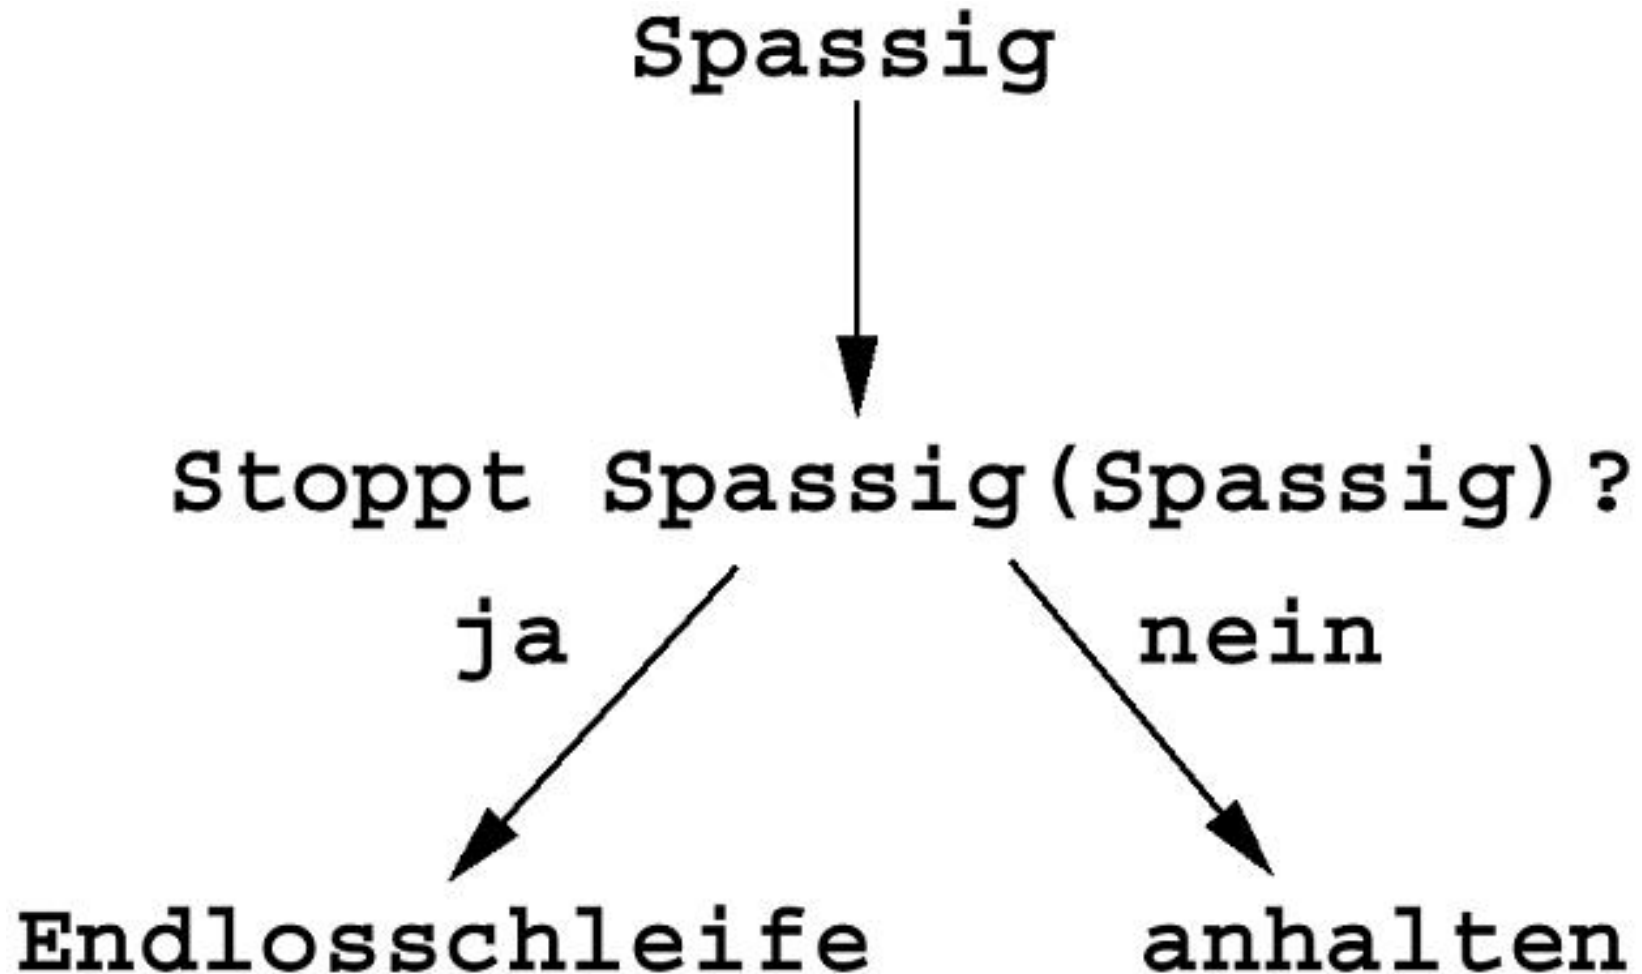 Spassig
Stoppt Spassig(Spassig)?
ja
nein
Endlosschleife
anhalten